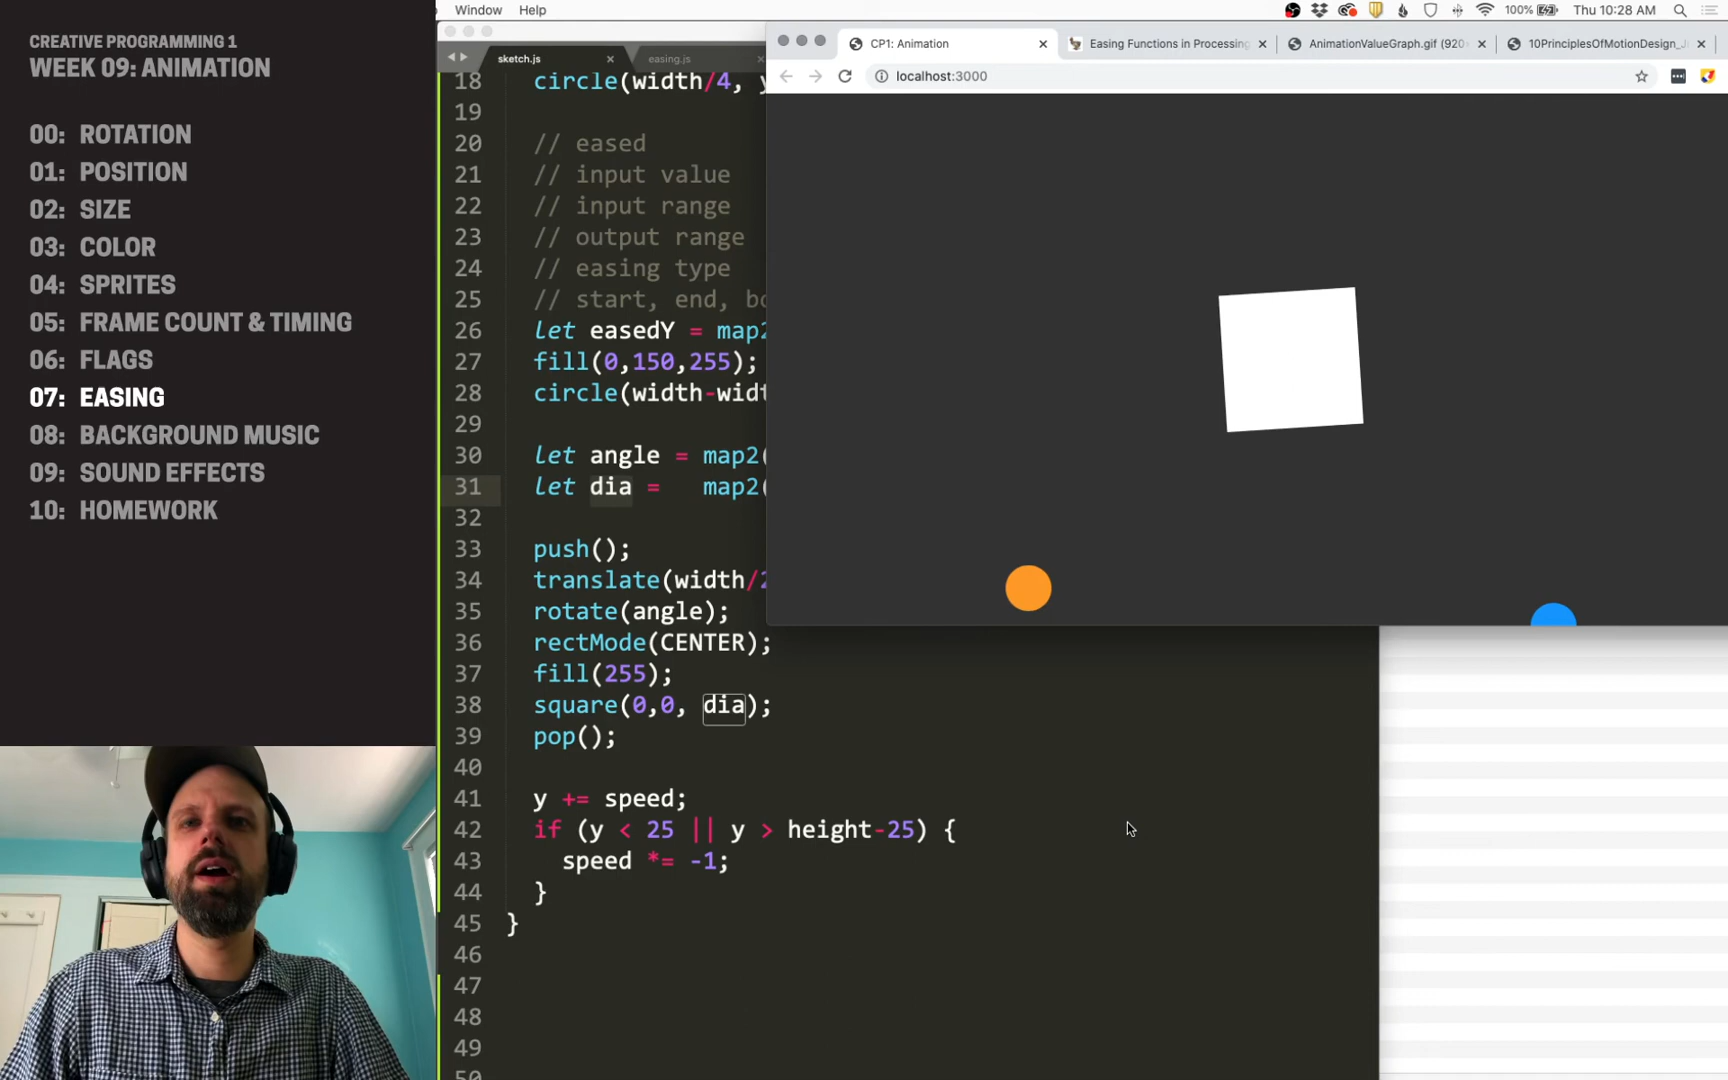 CREATIVE PROGRAMMING 1
WEEK 09: ANIMATION
00: ROTATION
01: POSITION
02: SIZE
03: COLOR
04: SPRITES
05: FRAME COUNT & TIMING
06: FLAGS
07: EASING
08: BACKGROUND MUSIC
09: SOUND EFFECTS
10: HOMEWORK
Window Help
100% Thu 10:28 AM
sketch.js easing.js
CP1: Animation
Easing Functions in Processing
AnimationValueGraph.gif (920
10PrinciplesOfMotionDesign_
localhost:3000
18 circle(width/4, y
19
20 // eased
21 // input value
22 // input range
23 // output range
24 // easing type
25 // start, end, bo
26 let easedY = map2
27 fill(0,150,255);
28 circle(width-widt
29
30 let angle = map2(
31 let dia = map2(
32
33 push();
34 translate(width/2
35 rotate(angle);
36 rectMode(CENTER);
37 fill(255);
38 square(0,0, dia);
39 pop();
40
41 y += speed;
42 if (y < 25 || y > height-25) {
43 speed *= -1;
44 }
45 }
46
47
48
49
50